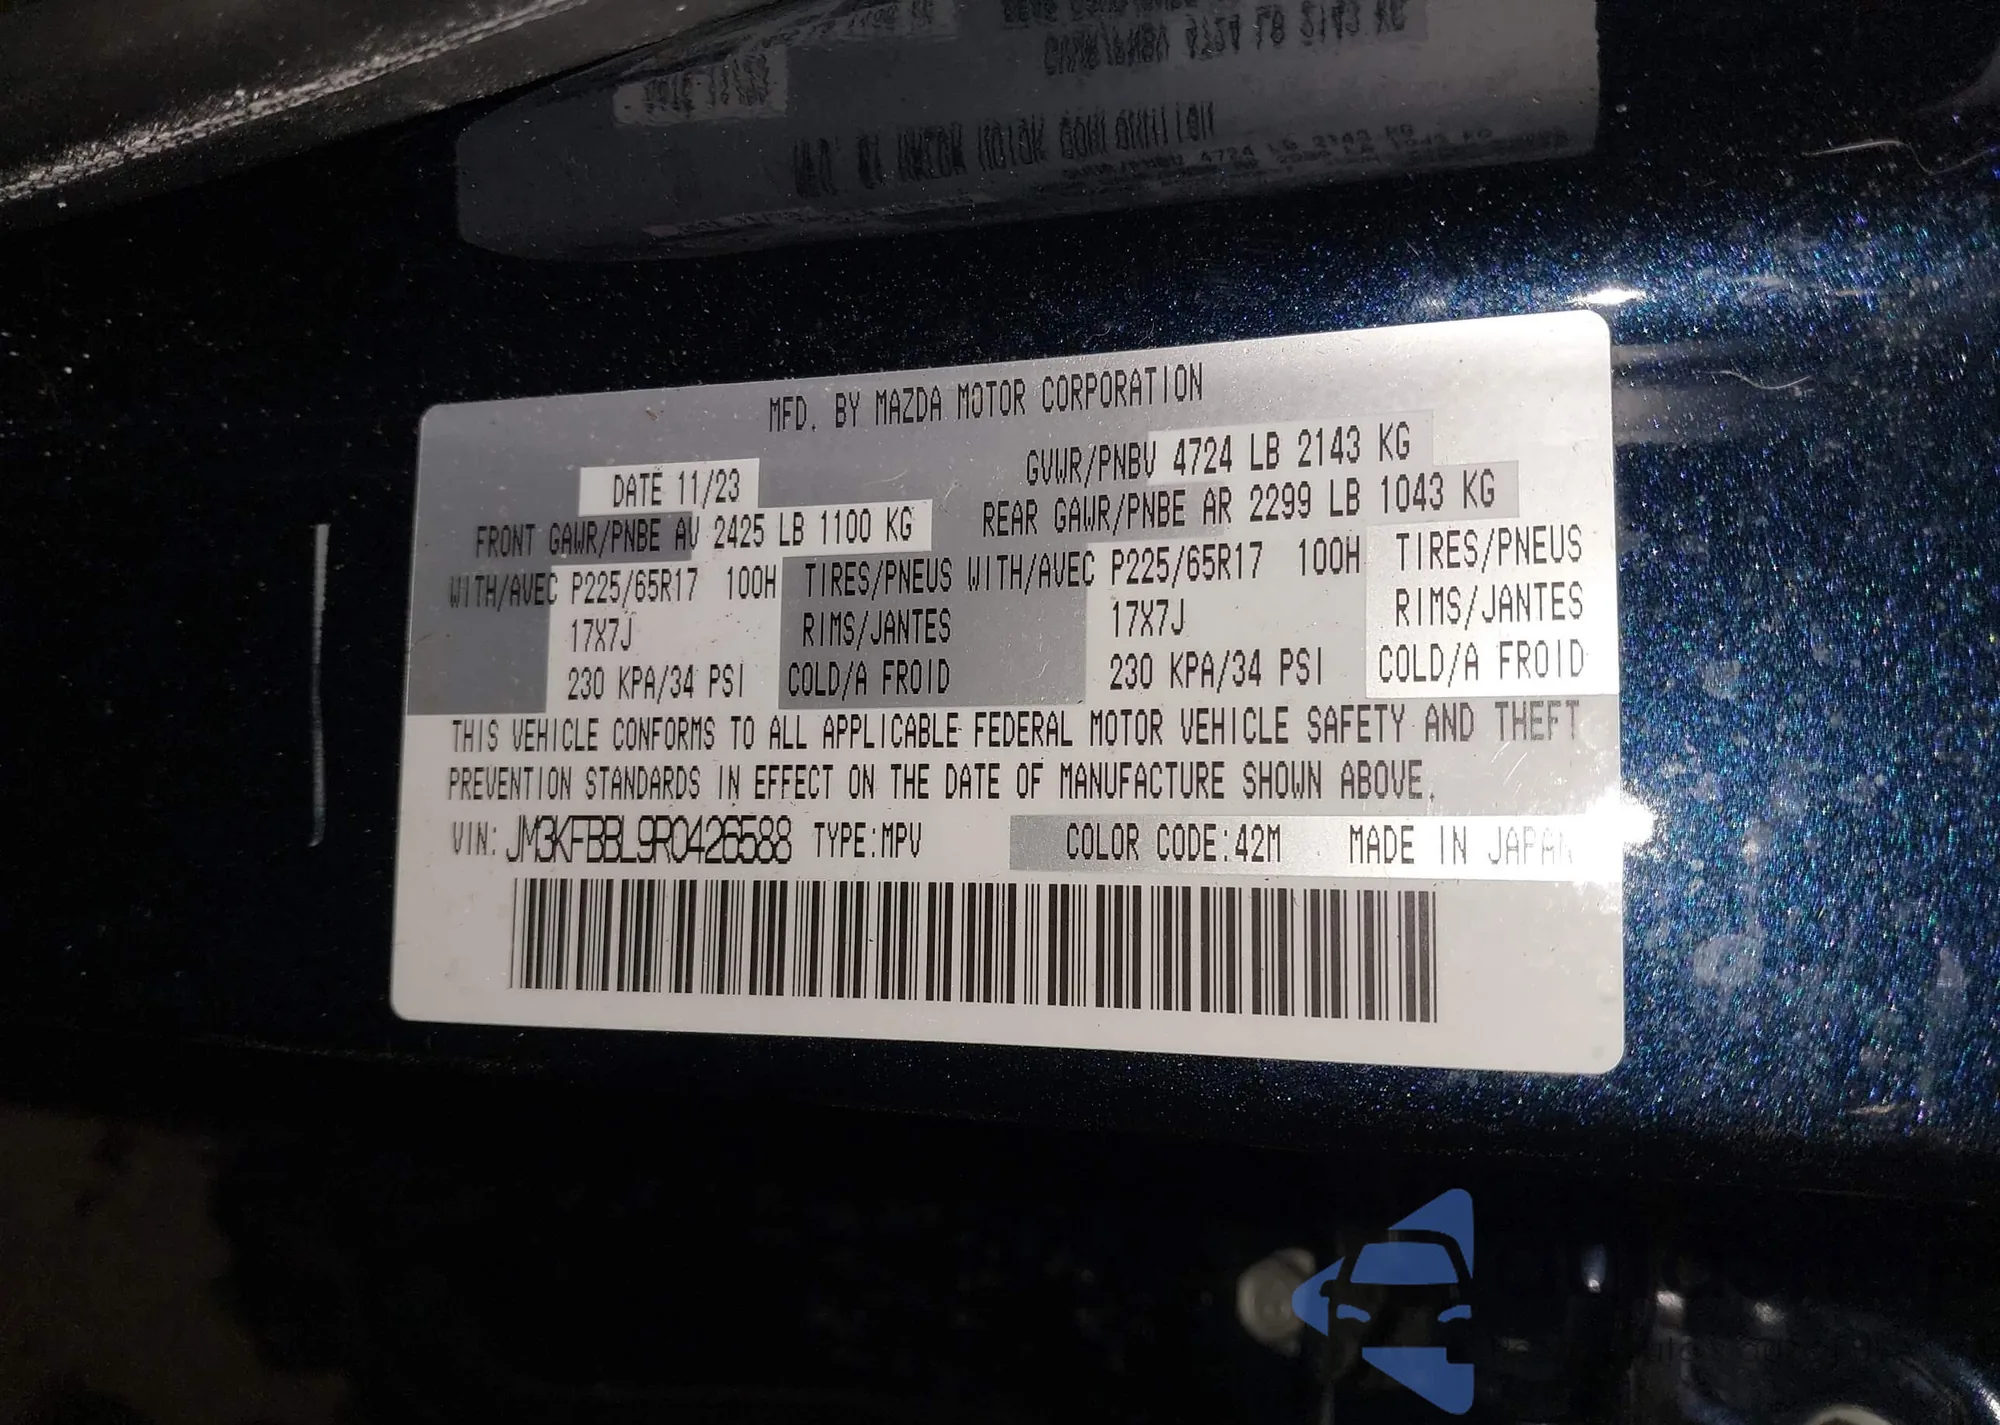 MFD. BY MAZDA MOTOR CORPORATION
DATE 11/23
GVWR/PNBV 4724 LB 2143 KG
FRONT GAWR/PNBE AV 2425 LB 1100 KG
REAR GAWR/PNBE AR 2299 LB 1043 KG
WITH/AVEC P225/65R17 100H TIRES/PNEUS WITH/AVEC P225/65R17 100H TIRES/PNEUS
17X7J RIMS/JANTES 17X7J RIMS/JANTES
230 KPA/34 PSI COLD/A FROID 230 KPA/34 PSI COLD/A FROID
THIS VEHICLE CONFORMS TO ALL APPLICABLE FEDERAL MOTOR VEHICLE SAFETY AND THEFT
PREVENTION STANDARDS IN EFFECT ON THE DATE OF MANUFACTURE SHOWN ABOVE.
VIN: JM3KFBBL9R0426588 TYPE:MPV COLOR CODE:42M MADE IN JAPAN